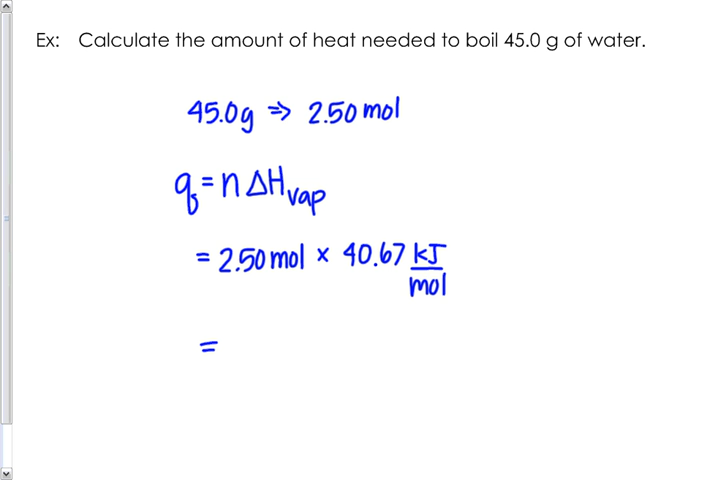 Ex: Calculate the amount of heat needed to boil 45.0 g of water.
45.0g ⇒ 2.50 mol
q = n ΔHvap
= 2.50 mol × 40.67 kJ/mol
=